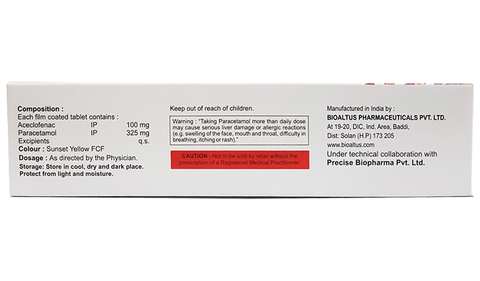 Composition :
Each film coated tablet contains :
Aceclofenac IP 100 mg
Paracetamol IP 325 mg
Excipients q.s.
Colour : Sunset Yellow FCF
Dosage : As directed by the Physician.
Storage: Store in cool, dry and dark place.
Protect from light and moisture.
Keep out of reach of children.
Warning : "Taking Paracetamol more than daily dose
may cause serious liver damage or allergic reactions
(e.g. swelling of the face, mouth and throat, difficulty in
breathing, itching or rash)."
CAUTION : Not to be sold by retail without the
prescription of a Registered Medical Practitioner.
Manufactured in India by :
BIOALTUS PHARMACEUTICALS PVT. LTD.
At 19-20, DIC, Ind. Area, Baddi,
Dist: Solan (H.P) 173 205
www.bioaltus.com
Under technical collaboration with
Precise Biopharma Pvt. Ltd.